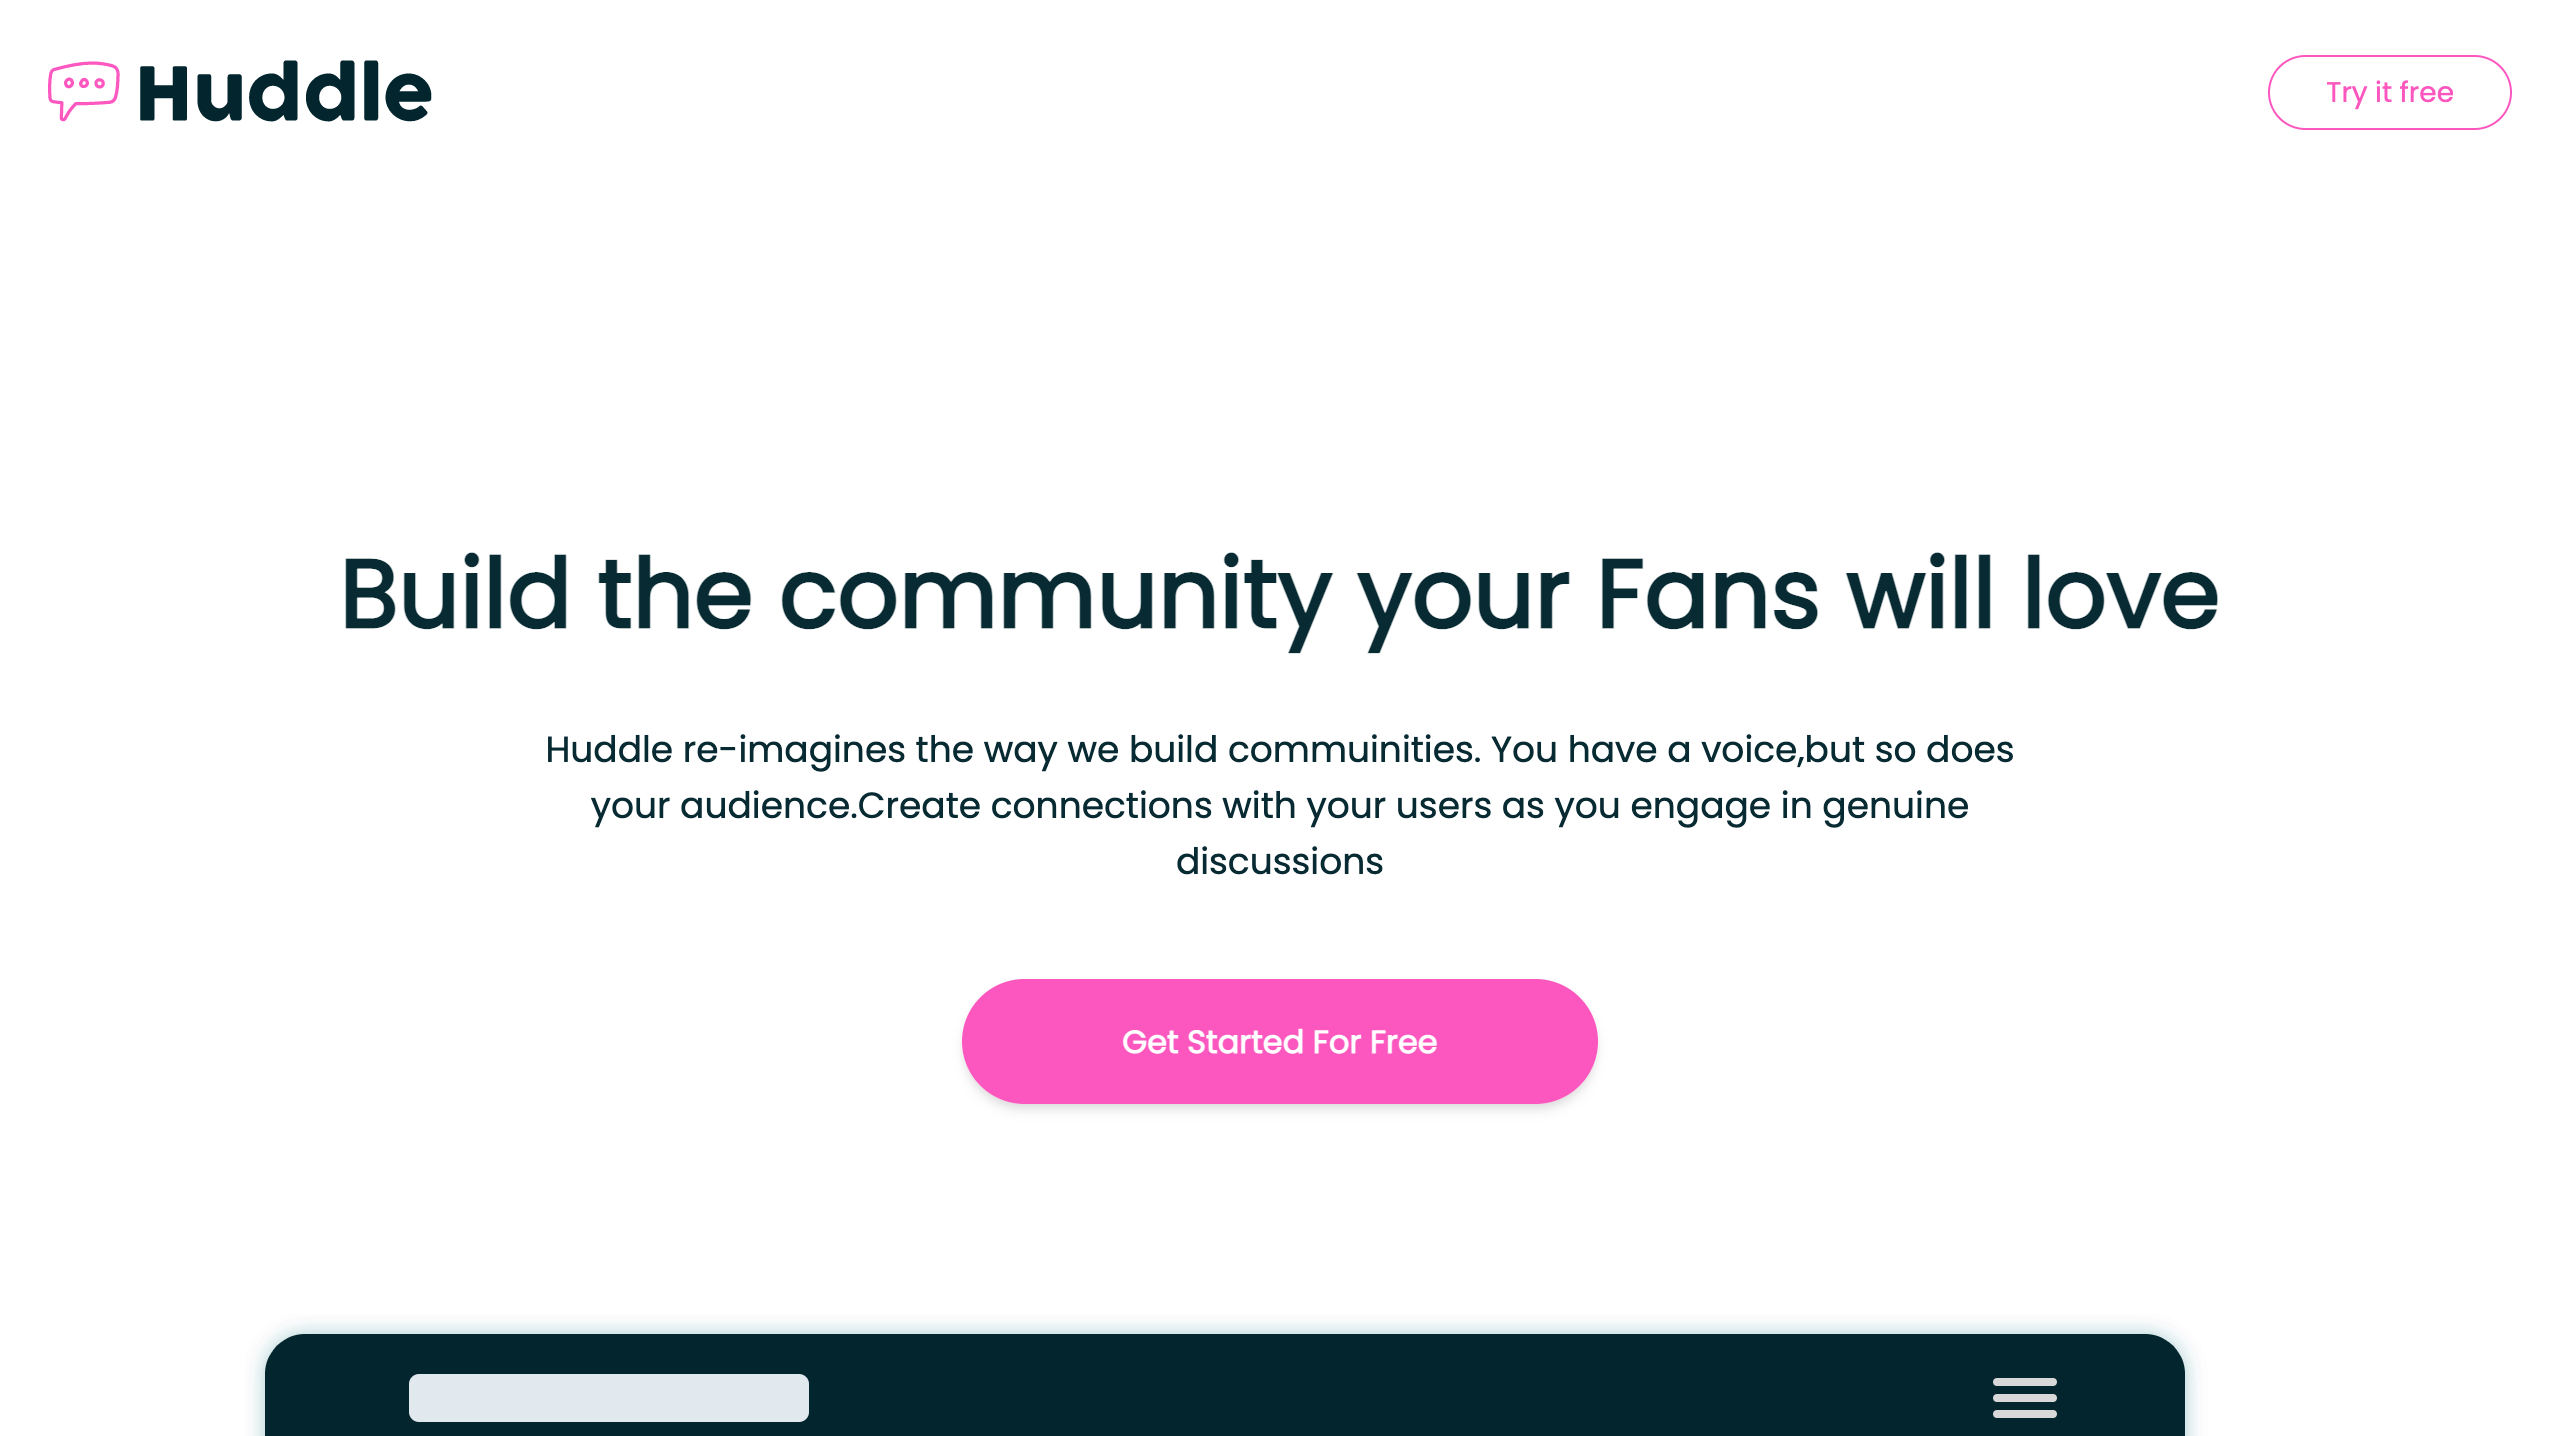 Huddle
Try it free
Build the community your Fans will love
Huddle re-imagines the way we build commuinities. You have a voice,but so does
your audience.Create connections with your users as you engage in genuine
discussions
Get Started For Free